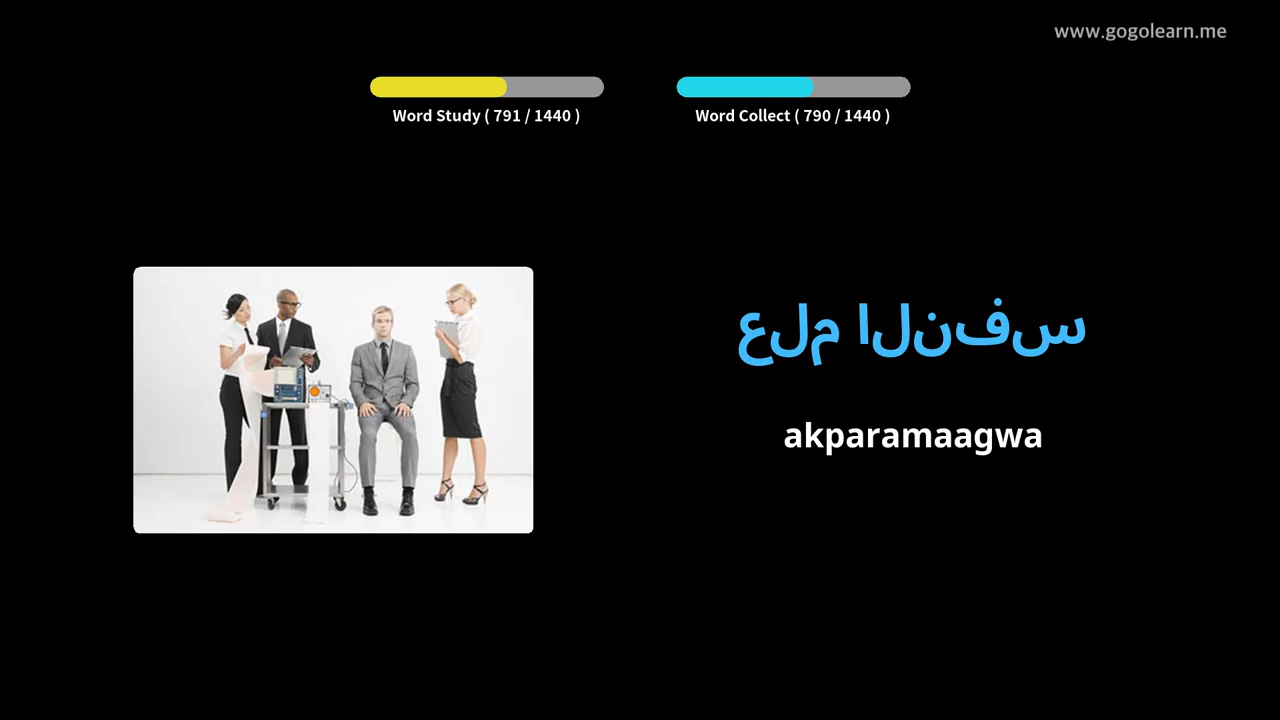 www.gogolearn.me
Word Study ( 791 / 1440 )
Word Collect ( 790 / 1440 )
علم النفس
akparamaagwa